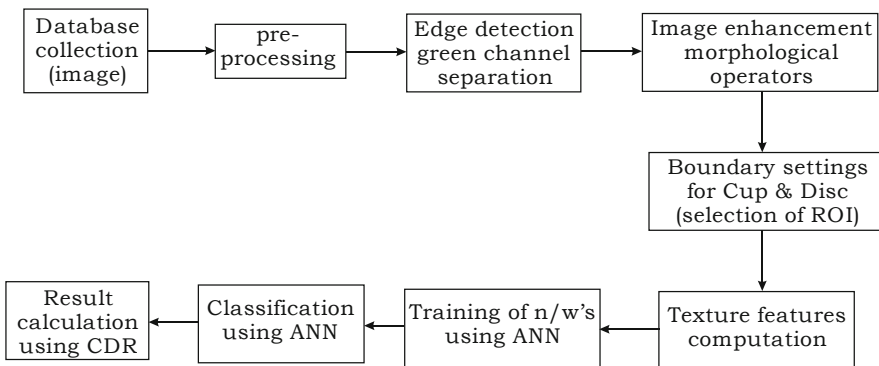 Database
collection
(image)
pre-
processing
Edge detection
green channel
separation
Image enhancement
morphological
operators
Boundary settings
for Cup & Disc
(selection of ROI)
Texture features
computation
Training of n/w's
using ANN
Classification
using ANN
Result
calculation
using CDR